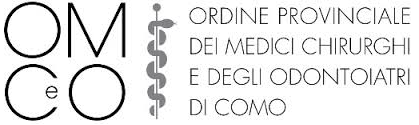 OM
CeO
ORDINE PROVINCIALE
DEI MEDICI CHIRURGHI
E DEGLI ODONTOIATRI
DI COMO